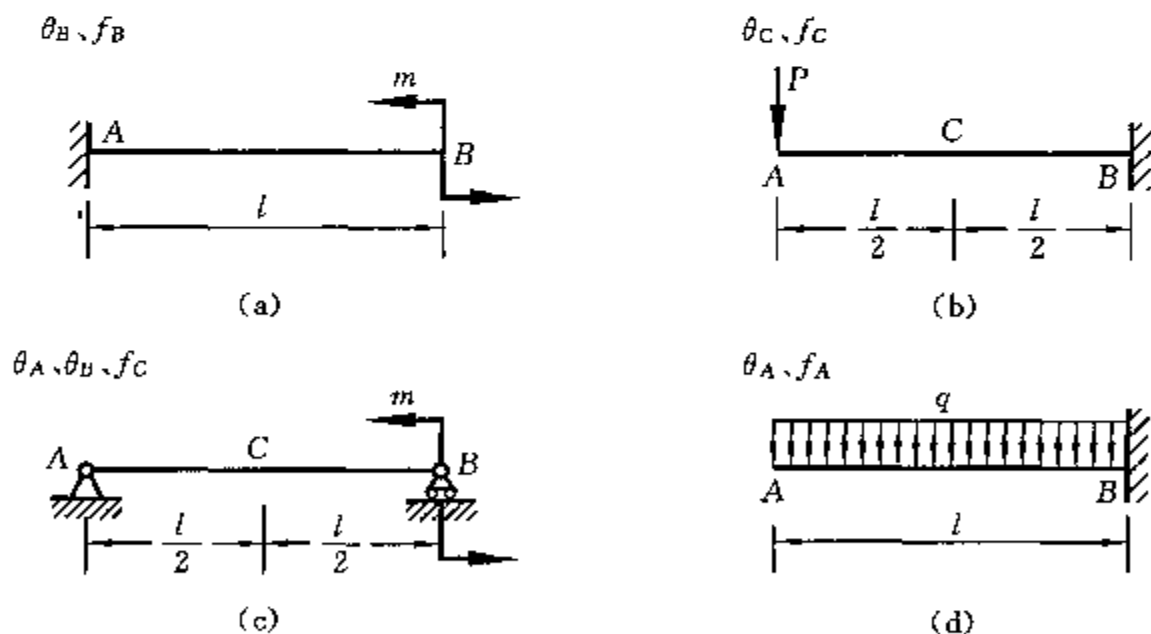 θB、fB
m
A
B
l
(a)
θC、fC
P
C
A
B
l/2
l/2
(b)
θA、θB、fC
m
A
C
B
l/2
l/2
(c)
θA、fA
q
A
B
l
(d)